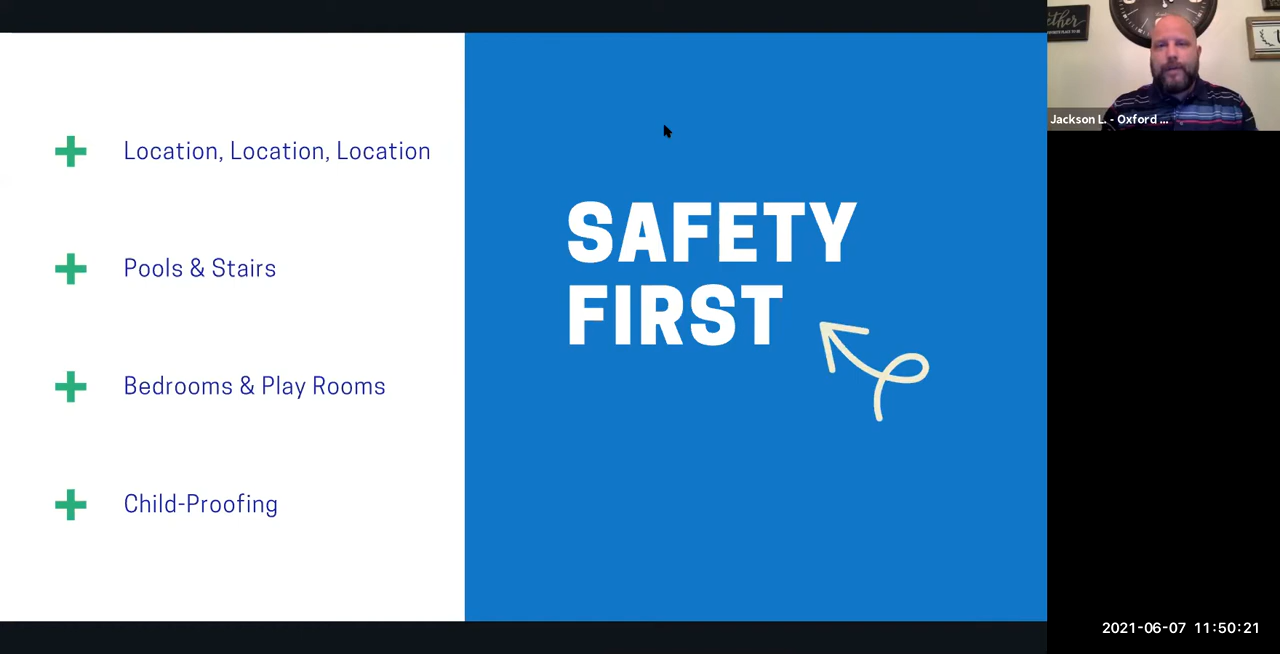 Location, Location, Location
Pools & Stairs
Bedrooms & Play Rooms
Child-Proofing
SAFETY
FIRST
Jackson L. - Oxford ...
2021-06-07 11:50:21